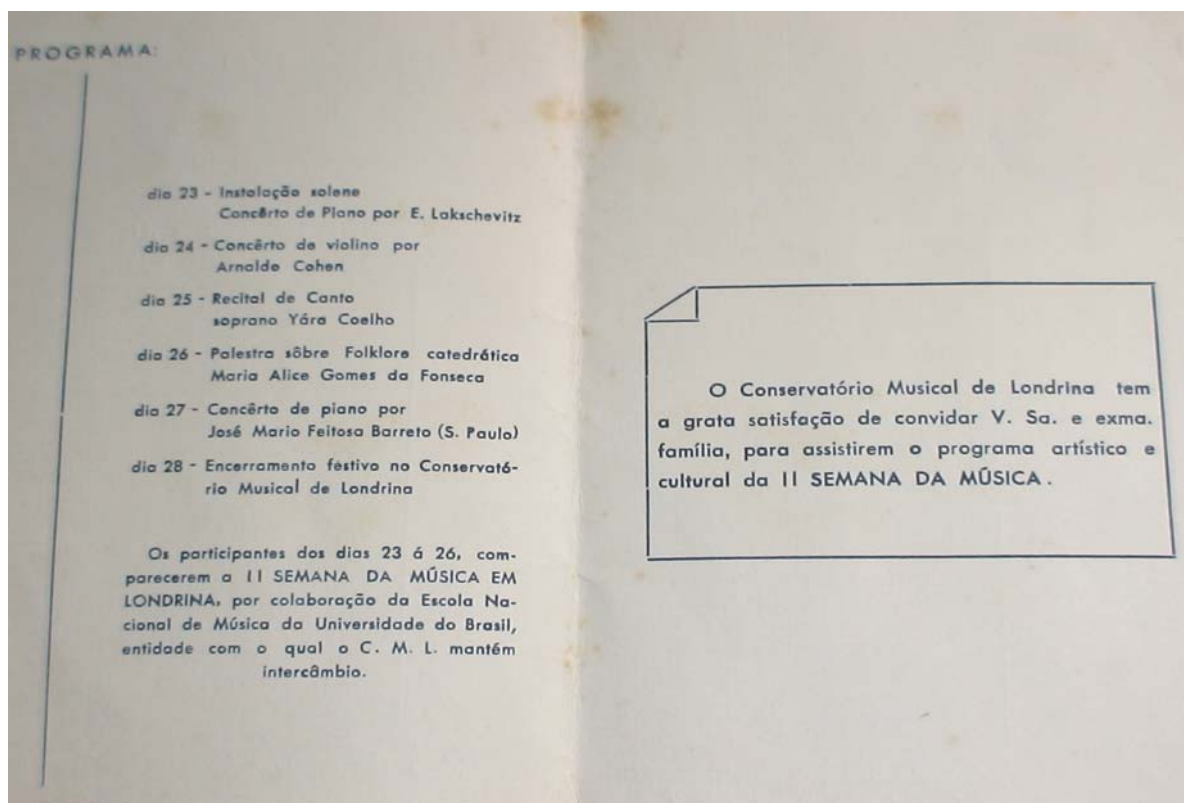 PROGRAMA:
dia 23 - Instalação solene
Concêrto de Piano por E. Lakschevitz
dia 24 - Concêrto de violino por
Arnaldo Cohen
dia 25 - Recital de Canto
soprano Yára Coelho
dia 26 - Palestra sôbre Folklore catedrática
Maria Alice Gomes da Fonseca
dia 27 - Concêrto de piano por
José Mario Feitosa Barreto (S. Paulo)
dia 28 - Encerramento festivo no Conservató-
rio Musical de Londrina
Os participantes dos dias 23 á 26, com-
parecerem a II SEMANA DA MÚSICA EM
LONDRINA, por colaboração da Escola Na-
cional de Música da Universidade do Brasil,
entidade com o qual o C. M. L. mantém
intercâmbio.
O Conservatório Musical de Londrina tem
a grata satisfação de convidar V. Sa. e exma.
família, para assistirem o programa artístico e
cultural da II SEMANA DA MÚSICA.